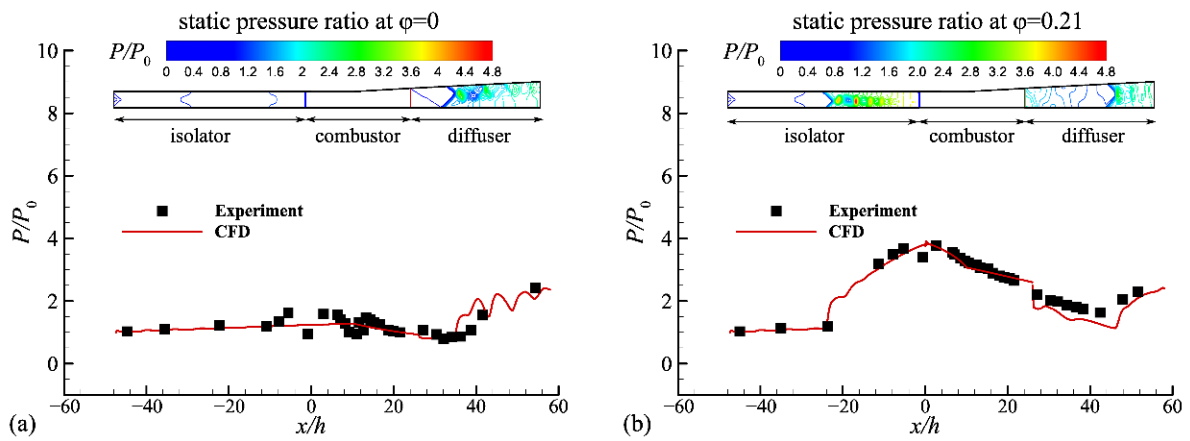 static pressure ratio at φ=0
P/P0
0 0.4 0.8 1.2 1.6 2 2.4 2.8 3.2 3.6 4 4.4 4.8
isolator combustor diffuser
10
8
6
4
2
0
P/P0
Experiment
CFD
-60 -40 -20 0 20 40 60
x/h
(a)
static pressure ratio at φ=0.21
P/P0
0 0.4 0.8 1.2 1.6 2 2.4 2.8 3.2 3.6 4 4.4 4.8
isolator combustor diffuser
10
8
6
4
2
0
P/P0
Experiment
CFD
-60 -40 -20 0 20 40 60
x/h
(b)